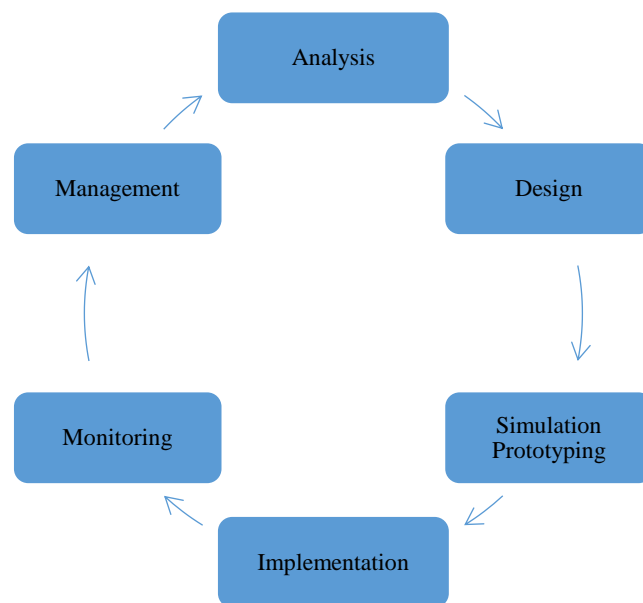 Analysis
Design
Simulation
Prototyping
Implementation
Monitoring
Management